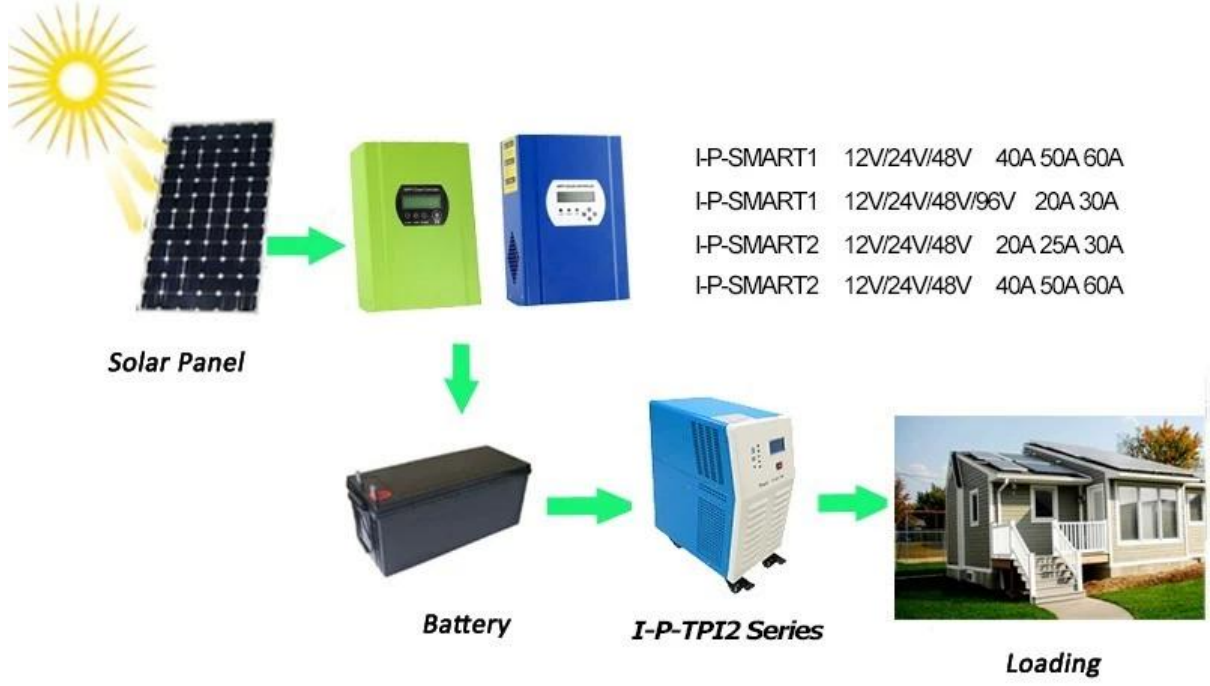 I-P-SMART1 12V/24V/48V 40A 50A 60A
I-P-SMART1 12V/24V/48V/96V 20A 30A
I-P-SMART2 12V/24V/48V 20A 25A 30A
I-P-SMART2 12V/24V/48V 40A 50A 60A
Solar Panel
Battery
I-P-TPI2 Series
Loading